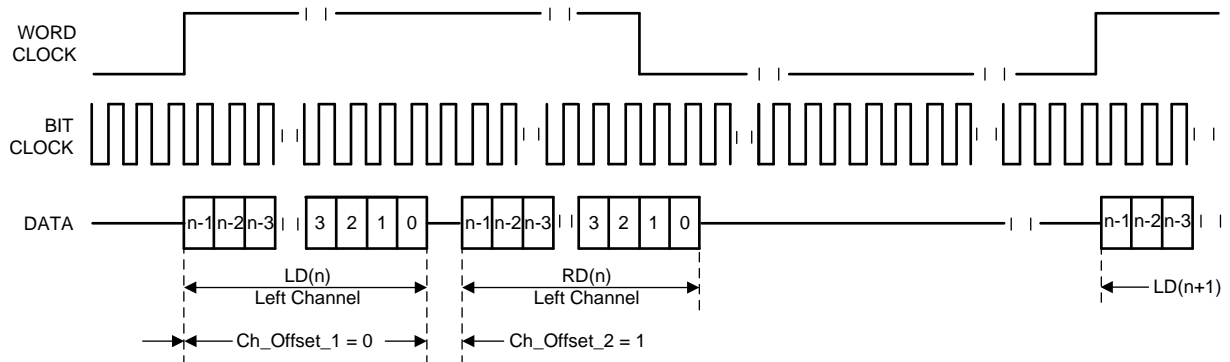 WORD
CLOCK
BIT
CLOCK
DATA
n-1 n-2 n-3 3 2 1 0 n-1 n-2 n-3 3 2 1 0 n-1 n-2 n-3
LD(n) RD(n) LD(n+1)
Left Channel Left Channel
Ch_Offset_1 = 0 Ch_Offset_2 = 1